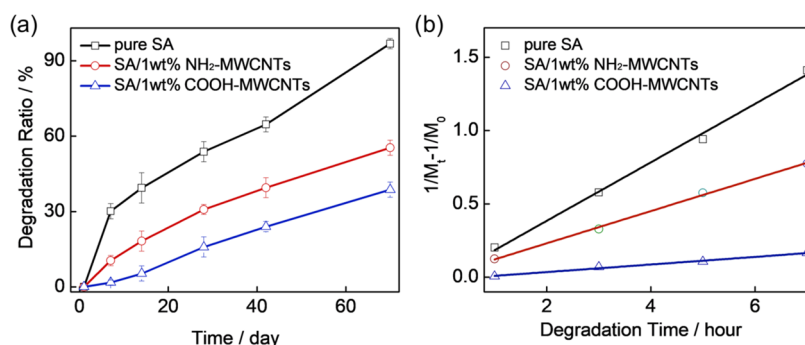 (a)
pure SA
SA/1wt% NH₂-MWCNTs
SA/1wt% COOH-MWCNTs
Degradation Ratio / %
90
60
30
0
0 20 40 60
Time / day
(b)
pure SA
SA/1wt% NH₂-MWCNTs
SA/1wt% COOH-MWCNTs
1/Mₜ-1/M₀
1.5
1.0
0.5
0.0
2 4 6
Degradation Time / hour